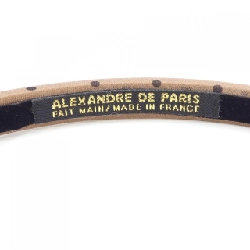 ALEXANDRE DE PARIS
FAIT MAIN/MADE IN FRANCE